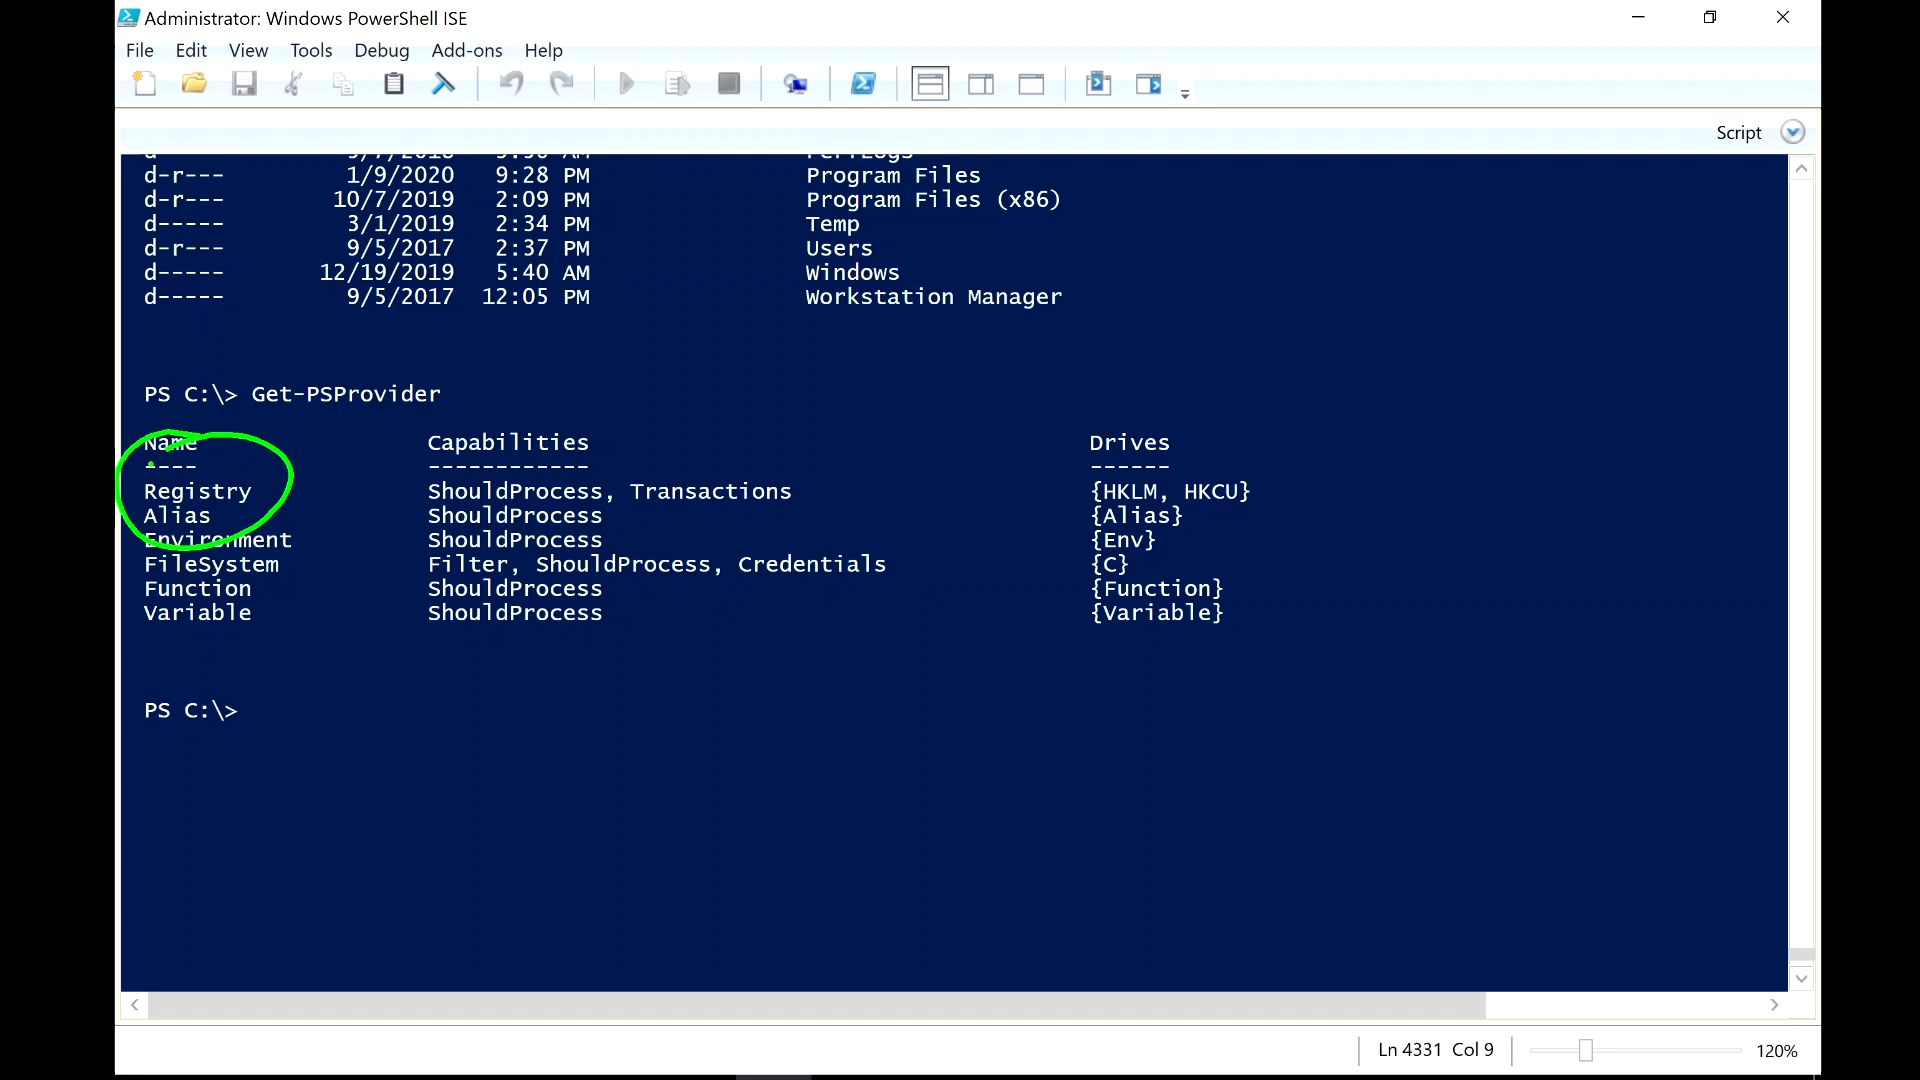 Administrator: Windows PowerShell ISE
File Edit View Tools Debug Add-ons Help
Script
d-r--- 1/9/2020 9:28 PM Program Files
d-r--- 10/7/2019 2:09 PM Program Files (x86)
d----- 3/1/2019 2:34 PM Temp
d-r--- 9/5/2017 2:37 PM Users
d----- 12/19/2019 5:40 AM Windows
d----- 9/5/2017 12:05 PM Workstation Manager
PS C:\> Get-PSProvider
Name Capabilities Drives
---- ------------ ------
Registry ShouldProcess, Transactions {HKLM, HKCU}
Alias ShouldProcess {Alias}
Environment ShouldProcess {Env}
FileSystem Filter, ShouldProcess, Credentials {C}
Function ShouldProcess {Function}
Variable ShouldProcess {Variable}
PS C:\>
Ln 4331 Col 9 120%